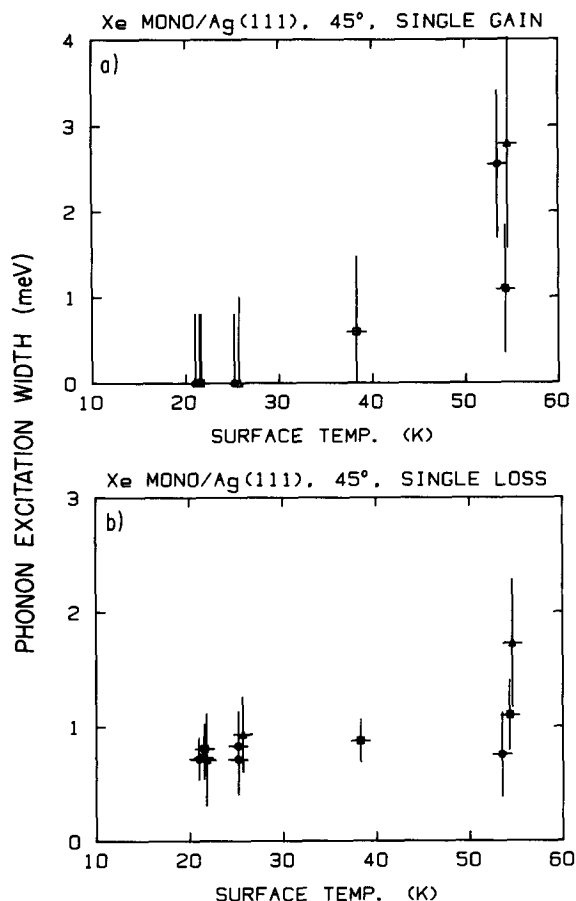 Xe MONO/Ag(111), 45°, SINGLE GAIN
a)
4
3
2
1
0
10 20 30 40 50 60
SURFACE TEMP. (K)
PHONON EXCITATION WIDTH (meV)
Xe MONO/Ag(111), 45°, SINGLE LOSS
b)
3
2
1
0
10 20 30 40 50 60
SURFACE TEMP. (K)